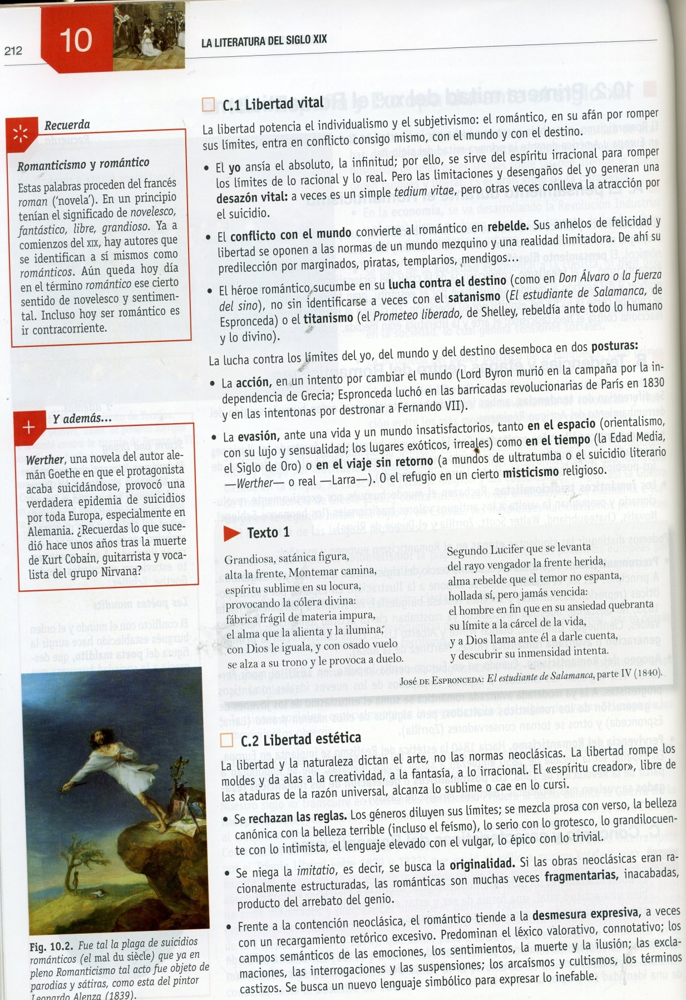 212
10
LA LITERATURA DEL SIGLO XIX
Recuerda
Romanticismo y romántico
Estas palabras proceden del francés
roman (‘novela’). En un principio
tenían el significado de novelesco,
fantástico, libre, grandioso. Ya a
comienzos del XIX, hay autores que
se identifican a sí mismos como
románticos. Aún queda hoy día
en el término romántico ese cierto
sentido de novelesco y sentimen-
tal. Incluso hoy ser romántico es
ir contracorriente.
Y además...
Werther, una novela del autor ale-
mán Goethe en que el protagonista
acaba suicidándose, provocó una
verdadera epidemia de suicidios
por toda Europa, especialmente en
Alemania. ¿Recuerdas lo que suce-
dió hace unos años tras la muerte
de Kurt Cobain, guitarrista y voca-
lista del grupo Nirvana?
Fig. 10.2. Fue tal la plaga de suicidios
románticos (el mal du siècle) que ya en
pleno Romanticismo tal acto fue objeto de
parodias y sátiras, como esta del pintor
Leonardo Alenza (1839).
C.1 Libertad vital
La libertad potencia el individualismo y el subjetivismo: el romántico, en su afán por romper
sus límites, entra en conflicto consigo mismo, con el mundo y con el destino.
• El yo ansía el absoluto, la infinitud; por ello, se sirve del espíritu irracional para romper
los límites de lo racional y lo real. Pero las limitaciones y desengaños del yo generan una
desazón vital: a veces es un simple tedium vitae, pero otras veces conlleva la atracción por
el suicidio.
• El conflicto con el mundo convierte al romántico en rebelde. Sus anhelos de felicidad y
libertad se oponen a las normas de un mundo mezquino y una realidad limitadora. De ahí su
predilección por marginados, piratas, templarios, mendigos...
• El héroe romántico sucumbe en su lucha contra el destino (como en Don Álvaro o la fuerza
del sino), no sin identificarse a veces con el satanismo (El estudiante de Salamanca, de
Espronceda) o el titanismo (el Prometeo liberado, de Shelley, rebeldía ante todo lo humano
y lo divino).
La lucha contra los límites del yo, del mundo y del destino desemboca en dos posturas:
• La acción, en un intento por cambiar el mundo (Lord Byron murió en la campaña por la in-
dependencia de Grecia; Espronceda luchó en las barricadas revolucionarias de París en 1830
y en las intentonas por destronar a Fernando VII).
• La evasión, ante una vida y un mundo insatisfactorios, tanto en el espacio (orientalismo,
con su lujo y sensualidad; los lugares exóticos, irreales) como en el tiempo (la Edad Media,
el Siglo de Oro) o en el viaje sin retorno (a mundos de ultratumba o el suicidio literario
—Werther— o real —Larra—). O el refugio en un cierto misticismo religioso.
Texto 1
Grandiosa, satánica figura,
alta la frente, Montemar camina,
espíritu sublime en su locura,
provocando la cólera divina:
fábrica frágil de materia impura,
el alma que la alienta y la ilumina,
con Dios le iguala, y con osado vuelo
se alza a su trono y le provoca a duelo.
Segundo Lucifer que se levanta
del rayo vengador la frente herida,
alma rebelde que el temor no espanta,
hollada sí, pero jamás vencida:
el hombre en fin que en su ansiedad quebranta
su límite a la cárcel de la vida,
y a Dios llama ante él a darle cuenta,
y descubrir su inmensidad intenta.
JOSÉ DE ESPRONCEDA: El estudiante de Salamanca, parte IV (1840).
C.2 Libertad estética
La libertad y la naturaleza dictan el arte, no las normas neoclásicas. La libertad rompe los
moldes y da alas a la creatividad, a la fantasía, a lo irracional. El «espíritu creador», libre de
las ataduras de la razón universal, alcanza lo sublime o cae en lo cursi.
• Se rechazan las reglas. Los géneros diluyen sus límites; se mezcla prosa con verso, la belleza
canónica con la belleza terrible (incluso el feísmo), lo serio con lo grotesco, lo grandilocuen-
te con lo intimista, el lenguaje elevado con el vulgar, lo épico con lo trivial.
• Se niega la imitatio, es decir, se busca la originalidad. Si las obras neoclásicas eran ra-
cionalmente estructuradas, las románticas son muchas veces fragmentarias, inacabadas,
producto del arrebato del genio.
• Frente a la contención neoclásica, el romántico tiende a la desmesura expresiva, a veces
con un recargamiento retórico excesivo. Predominan el léxico valorativo, connotativo; los
campos semánticos de las emociones, los sentimientos, la muerte y la ilusión; las excla-
maciones, las interrogaciones y las suspensiones; los arcaísmos y cultismos, los términos
castizos. Se busca un nuevo lenguaje simbólico para expresar lo inefable.